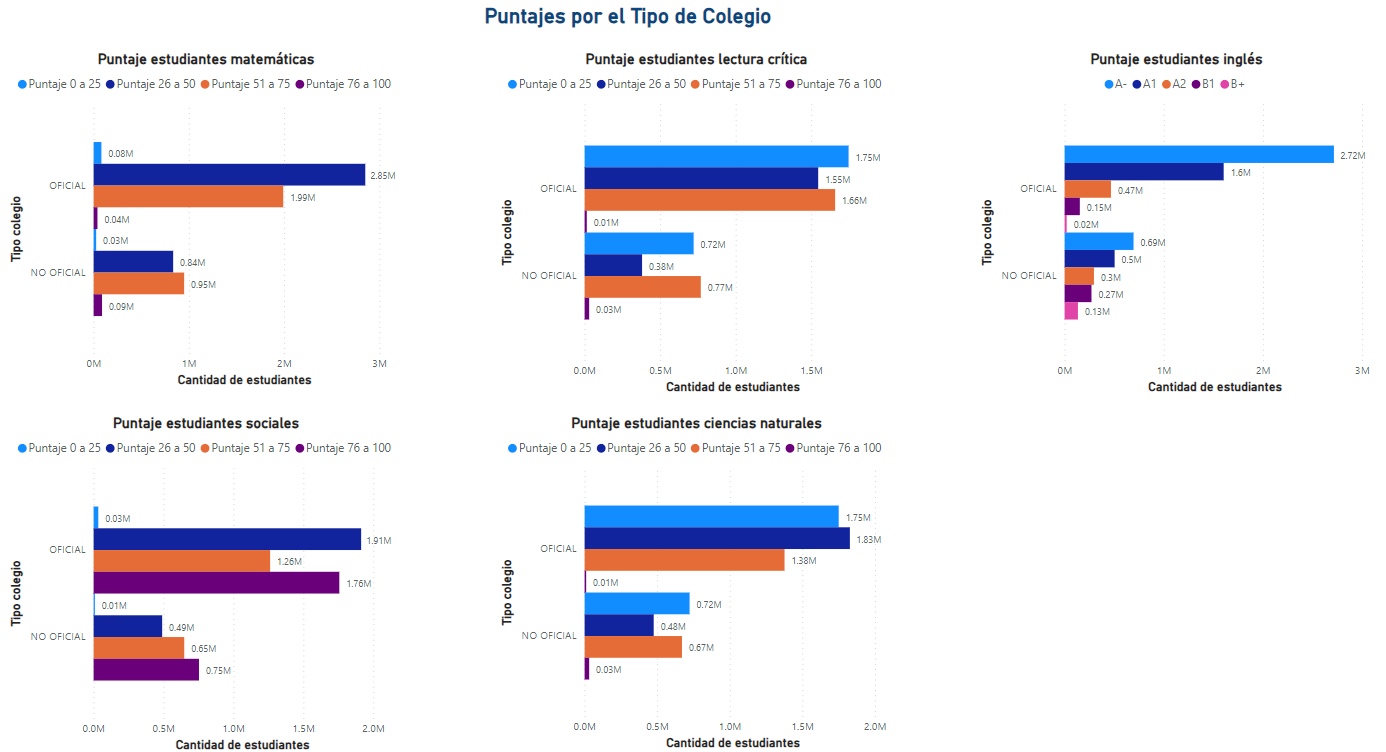 Puntajes por el Tipo de Colegio
Puntaje estudiantes matemáticas
Puntaje 0 a 25 Puntaje 26 a 50 Puntaje 51 a 75 Puntaje 76 a 100
Tipo colegio
OFICIAL
0.08M
2.85M
1.99M
0.04M
NO OFICIAL
0.03M
0.84M
0.95M
0.09M
0M 1M 2M 3M
Cantidad de estudiantes
Puntaje estudiantes lectura crítica
Puntaje 0 a 25 Puntaje 26 a 50 Puntaje 51 a 75 Puntaje 76 a 100
Tipo colegio
OFICIAL
1.75M
1.55M
1.66M
0.01M
NO OFICIAL
0.72M
0.38M
0.77M
0.03M
0.0M 0.5M 1.0M 1.5M
Cantidad de estudiantes
Puntaje estudiantes inglés
A- A1 A2 B1 B+
Tipo colegio
OFICIAL
2.72M
1.6M
0.47M
0.15M
0.02M
NO OFICIAL
0.69M
0.5M
0.3M
0.27M
0.13M
0M 1M 2M 3M
Cantidad de estudiantes
Puntaje estudiantes sociales
Puntaje 0 a 25 Puntaje 26 a 50 Puntaje 51 a 75 Puntaje 76 a 100
Tipo colegio
OFICIAL
0.03M
1.91M
1.26M
1.76M
NO OFICIAL
0.01M
0.49M
0.65M
0.75M
0.0M 0.5M 1.0M 1.5M 2.0M
Cantidad de estudiantes
Puntaje estudiantes ciencias naturales
Puntaje 0 a 25 Puntaje 26 a 50 Puntaje 51 a 75 Puntaje 76 a 100
Tipo colegio
OFICIAL
1.75M
1.83M
1.38M
0.01M
NO OFICIAL
0.72M
0.48M
0.67M
0.03M
0.0M 0.5M 1.0M 1.5M 2.0M
Cantidad de estudiantes